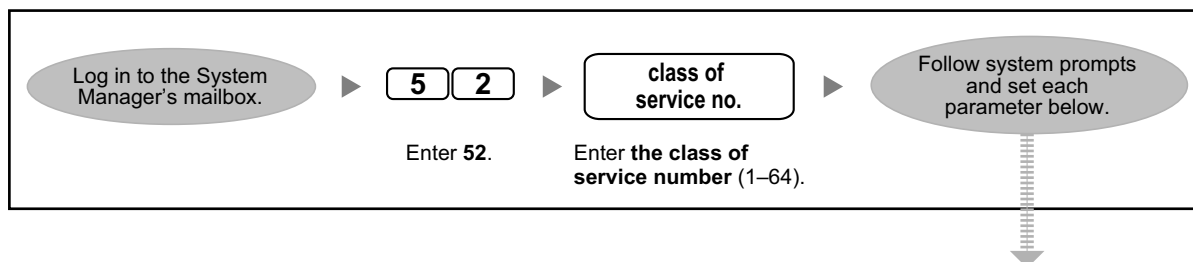 Log in to the System
Manager's mailbox.
5 2
Enter 52.
class of
service no.
Enter the class of
service number (1–64).
Follow system prompts
and set each
parameter below.